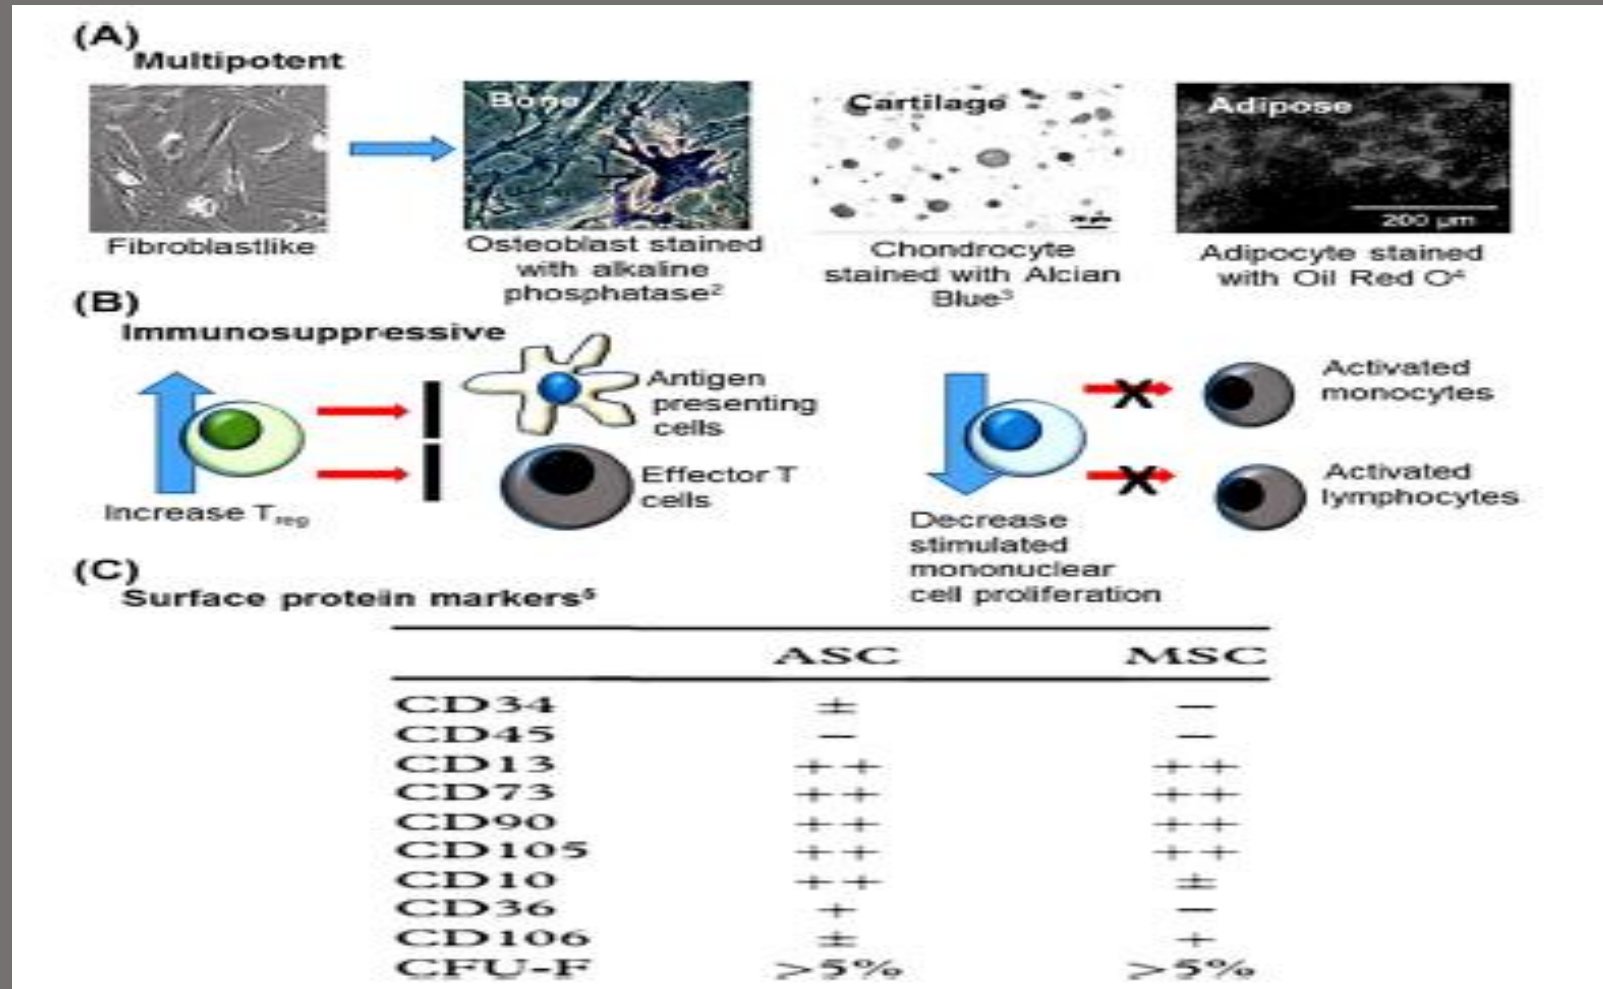 (A)
Multipotent
Bone
Cartilage
Adipose
200 µm
Fibroblastlike
Osteoblast stained
with alkaline
phosphatase²
Chondrocyte
stained with Alcian
Blue³
Adipocyte stained
with Oil Red O⁴
(B)
Immunosuppressive
Antigen
presenting
cells
Effector T
cells
Increase Treg
Activated
monocytes
Activated
lymphocytes
Decrease
stimulated
mononuclear
cell proliferation
(C)
Surface protein markers⁵
ASC MSC
CD34 ± −
CD45 − −
CD13 ++ ++
CD73 ++ ++
CD90 ++ ++
CD105 ++ ++
CD10 ++ ±
CD36 + −
CD106 ± +
CFU-F >5% >5%